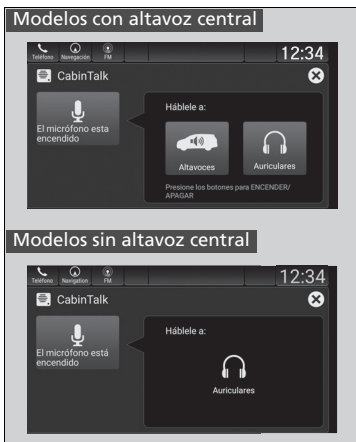 Modelos con altavoz central
Teléfono Navegación FM 12:34
CabinTalk
El micrófono esta
encendido
Háblele a:
Altavoces Auriculares
Presione los botones para ENCENDER/
APAGAR
Modelos sin altavoz central
Teléfono Navigation FM 12:34
CabinTalk
El micrófono está
encendido
Háblele a:
Auriculares